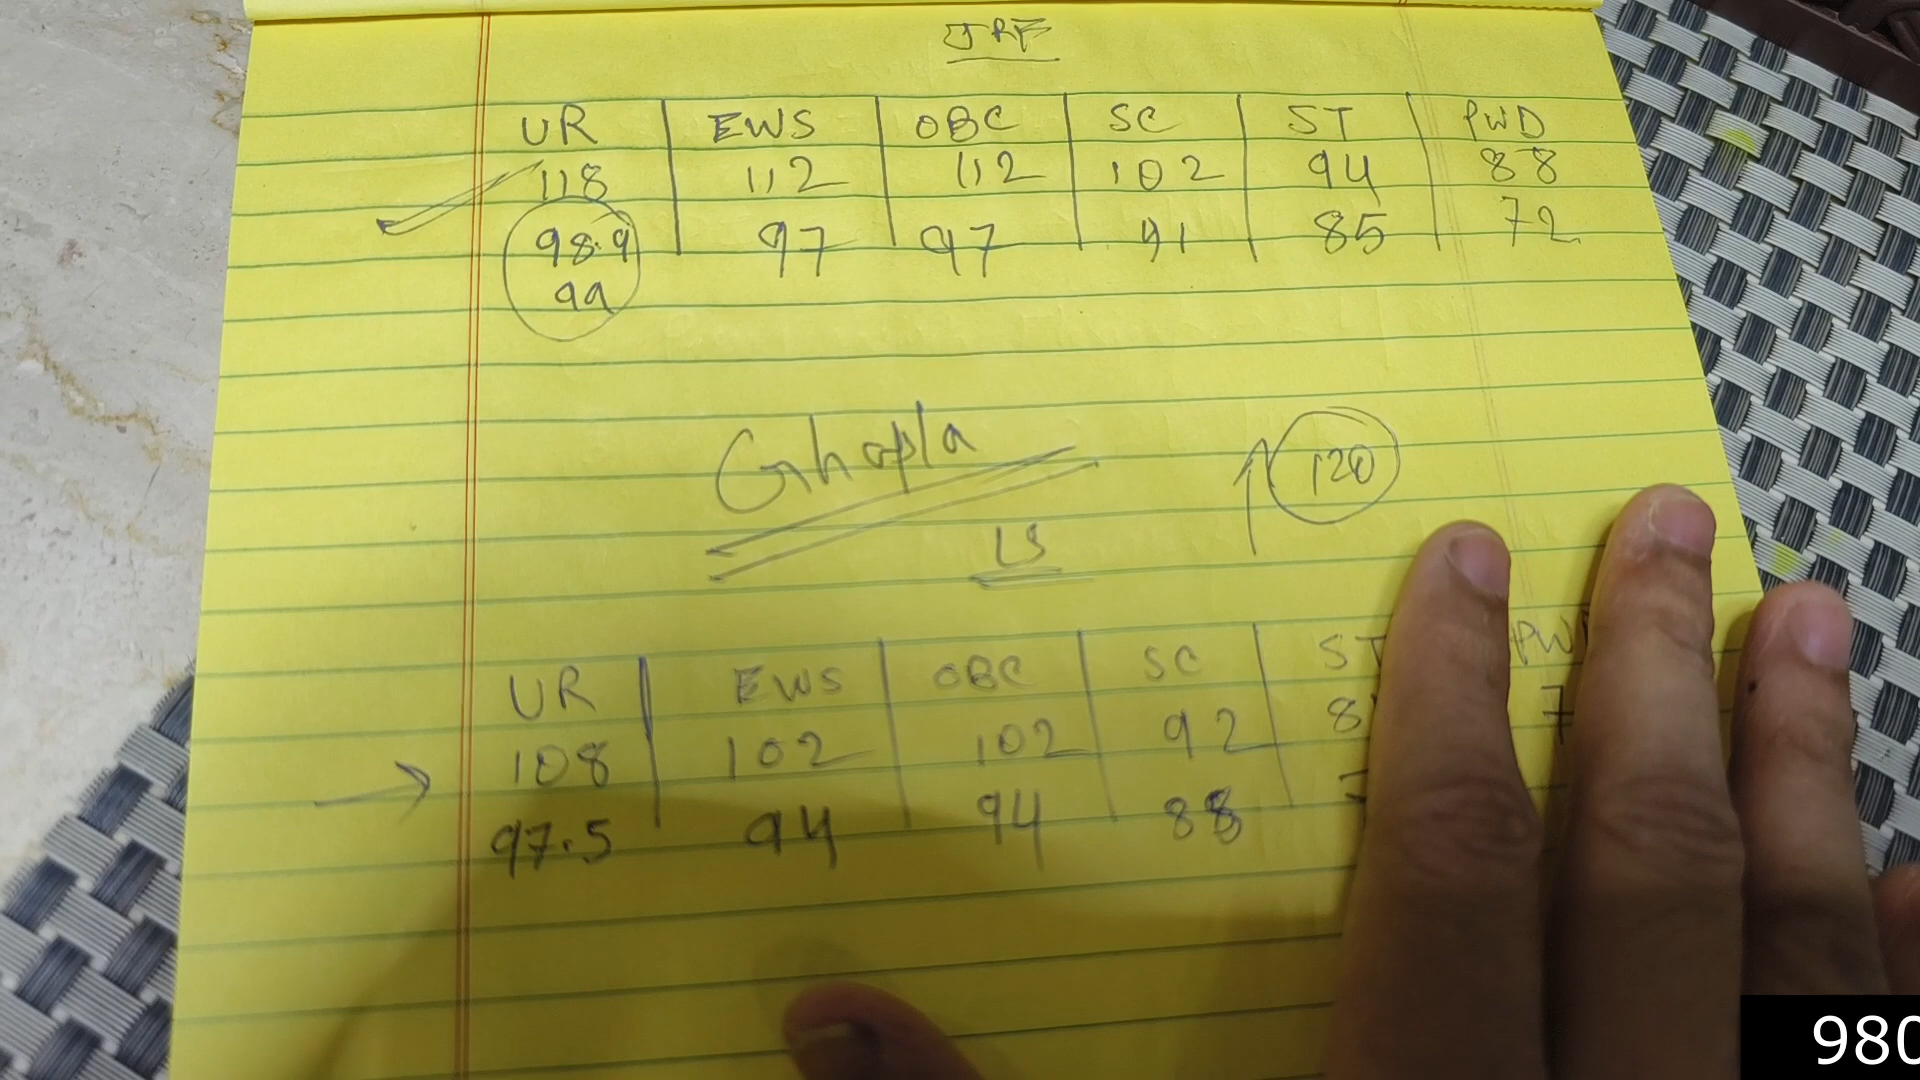 JRF
UR EWS OBC SC ST PWD
118 112 112 102 94 88
98.9 97 97 91 85 72
99
Ghapla 120
LS
UR EWS OBC SC ST
108 102 102 92
97.5 94 94 88
980